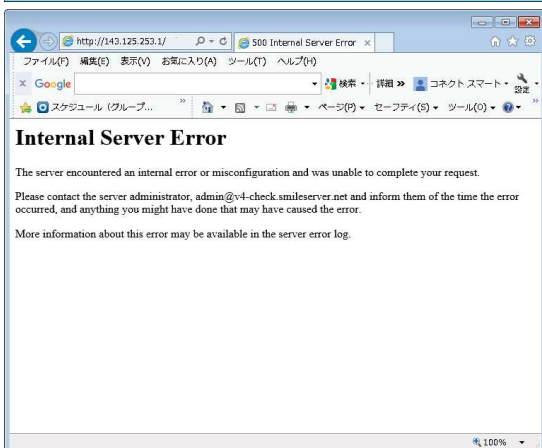 http://143.125.253.1/
500 Internal Server Error
ファイル(F) 編集(E) 表示(V) お気に入り(A) ツール(T) ヘルプ(H)
Google 検索 詳細 » コネクト スマート 設定
スケジュール (グループ... » ページ(P) セーフティ(S) ツール(O) »
Internal Server Error
The server encountered an internal error or misconfiguration and was unable to complete your request.
Please contact the server administrator, admin@v4-check.smileserver.net and inform them of the time the error
occurred, and anything you might have done that may have caused the error.
More information about this error may be available in the server error log.
100%